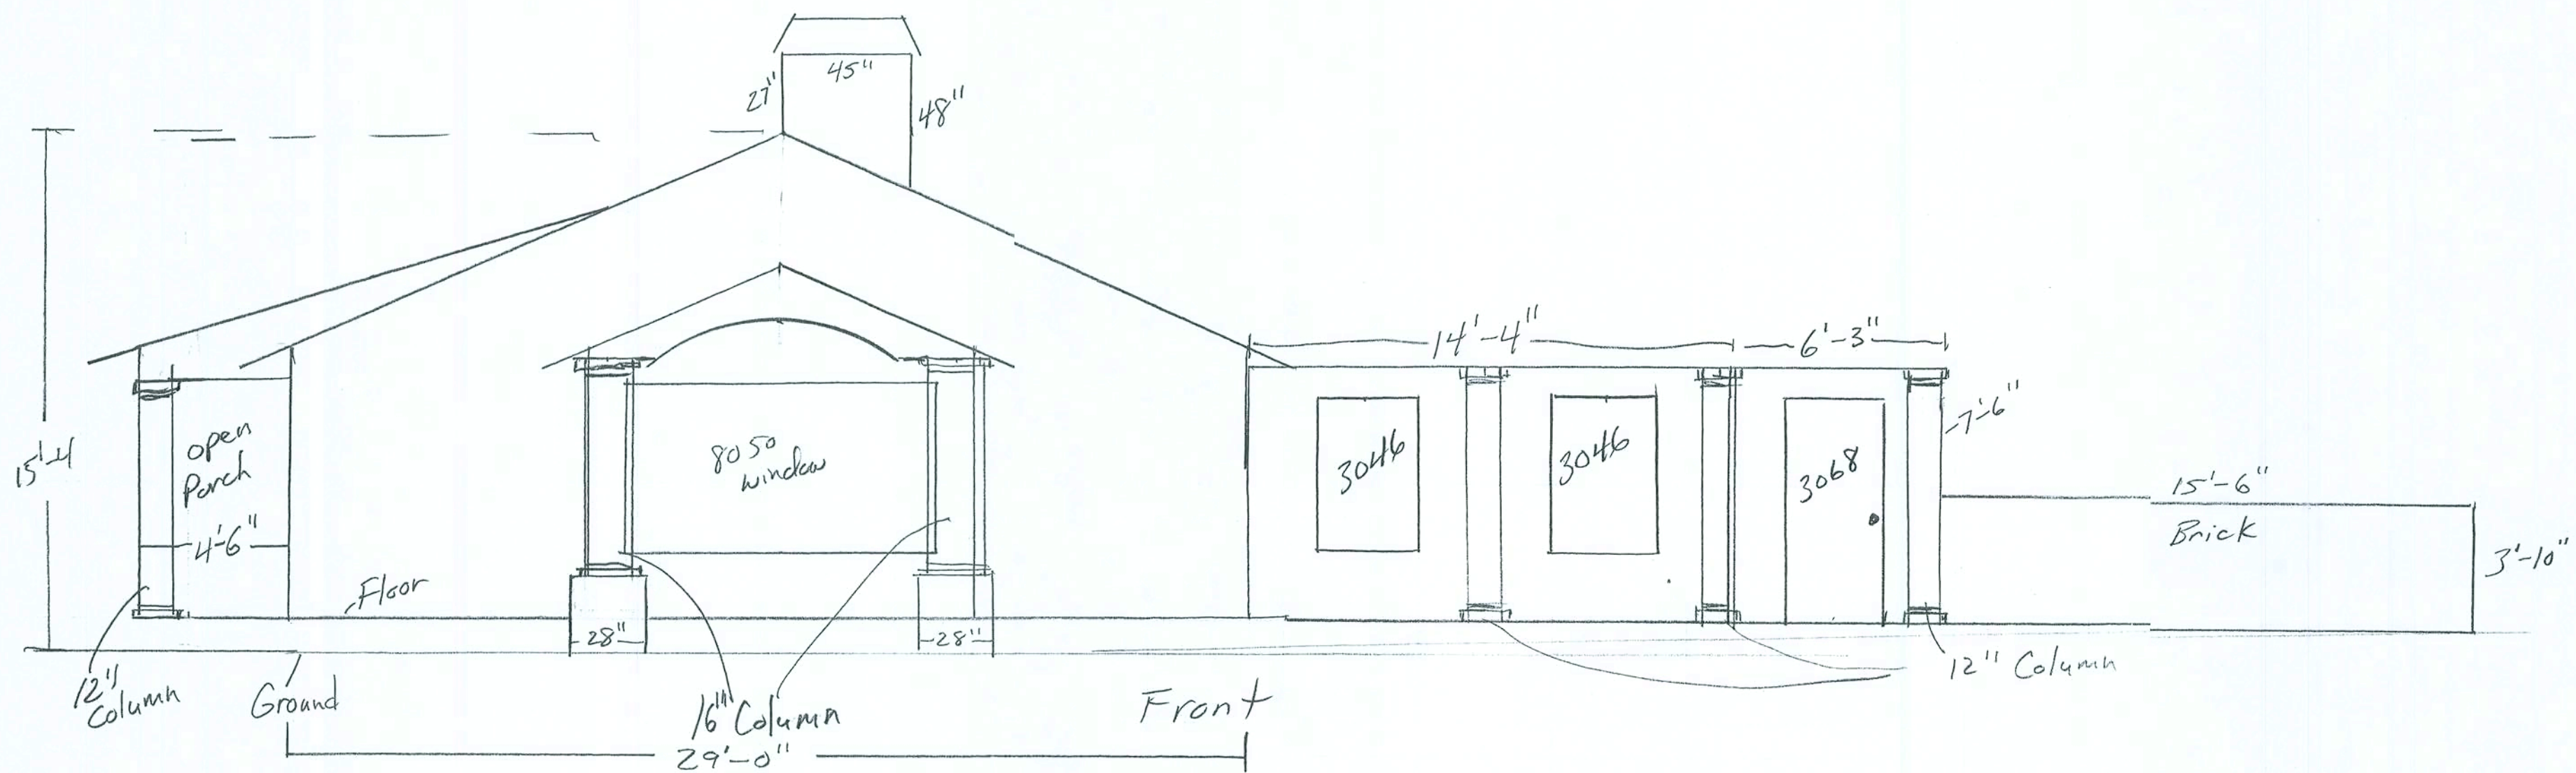 45"
27"
48"
15'-4
14'-4"
6'-3"
7'-6"
open
Porch
4'-6"
8050
window
3046
3046
3068
15'-6"
Brick
3'-10"
Floor
28"
28"
12"
Column
Ground
16" Column
Front
12" Column
29'-0"